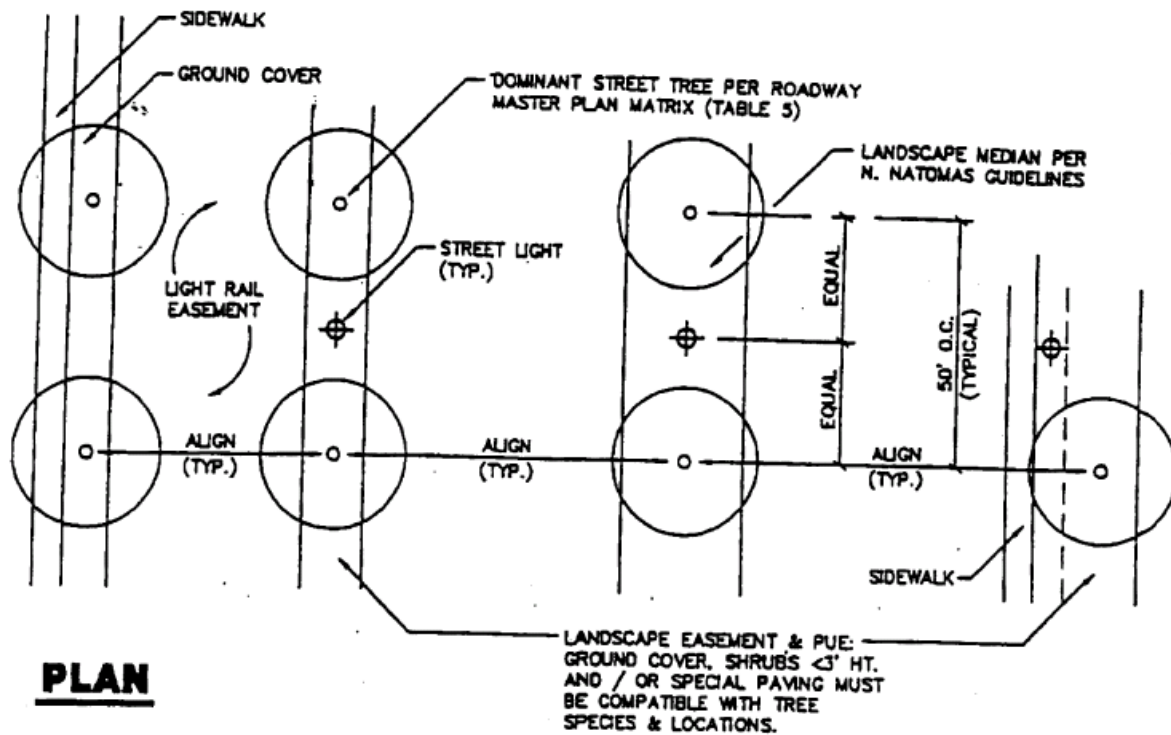 SIDEWALK
GROUND COVER
DOMINANT STREET TREE PER ROADWAY
MASTER PLAN MATRIX (TABLE 5)
LANDSCAPE MEDIAN PER
N. NATOMAS GUIDELINES
STREET LIGHT
(TYP.)
LIGHT RAIL
EASEMENT
EQUAL
EQUAL
50' O.C.
(TYPICAL)
ALIGN
(TYP.)
ALIGN
(TYP.)
ALIGN
(TYP.)
SIDEWALK
LANDSCAPE EASEMENT & PUE:
GROUND COVER, SHRUBS <3' HT.
AND / OR SPECIAL PAVING MUST
BE COMPATIBLE WITH TREE
SPECIES & LOCATIONS.
PLAN